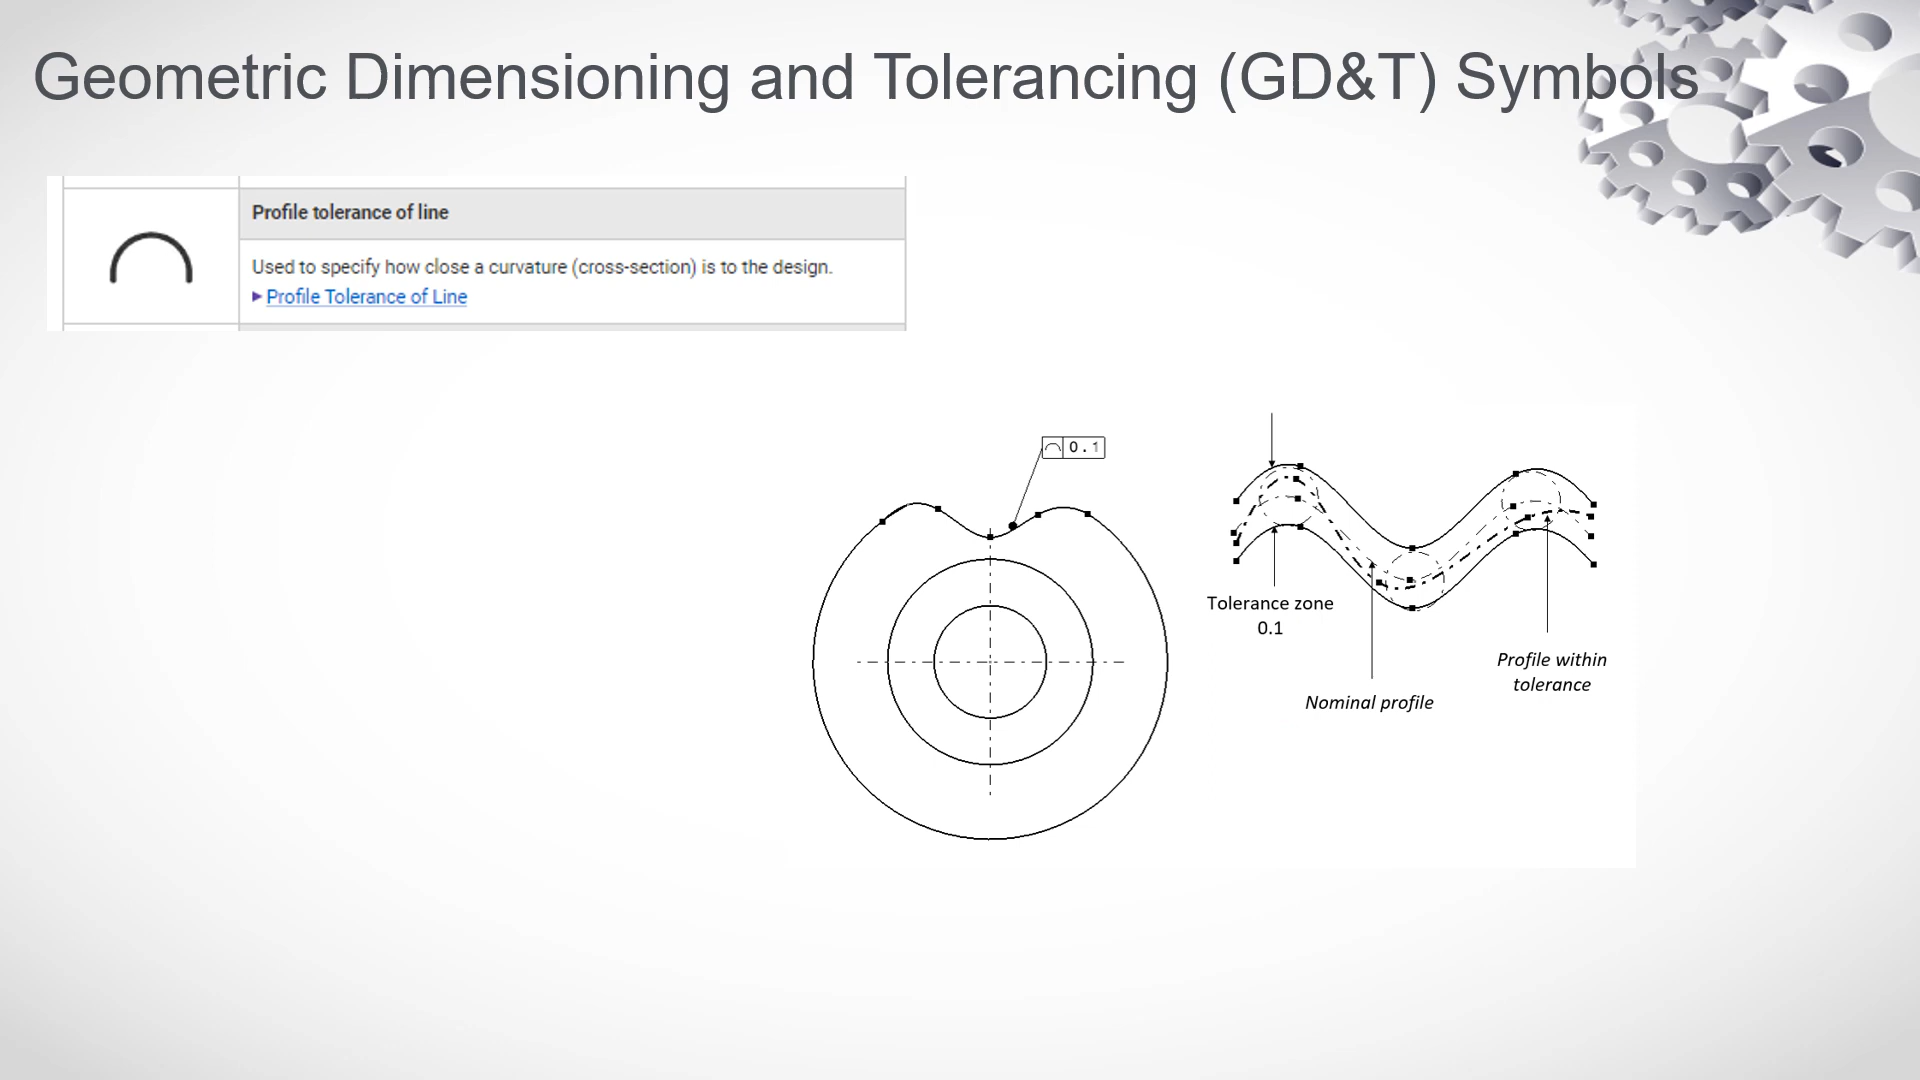 Geometric Dimensioning and Tolerancing (GD&T) Symbols
Profile tolerance of line
Used to specify how close a curvature (cross-section) is to the design.
Profile Tolerance of Line
0.1
Tolerance zone
0.1
Nominal profile
Profile within
tolerance